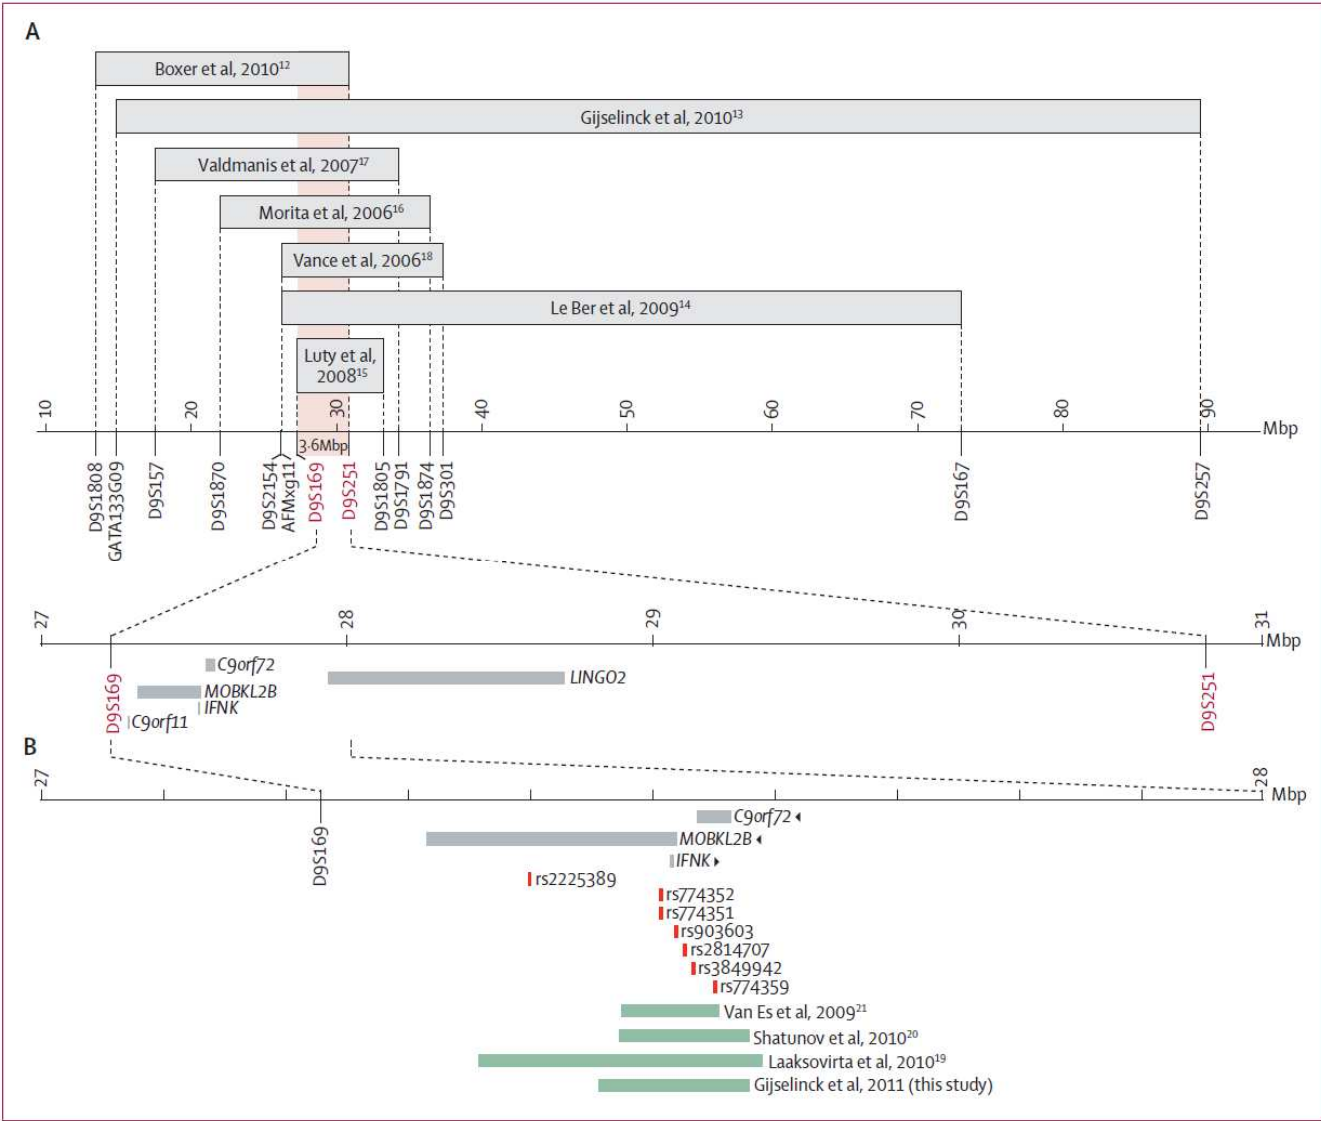 A
Boxer et al, 2010¹²
Gijselinck et al, 2010¹³
Valdmanis et al, 2007¹⁷
Morita et al, 2006¹⁶
Vance et al, 2006¹⁸
Le Ber et al, 2009¹⁴
Luty et al,
2008¹⁵
10 20 30 40 50 60 70 80 90 Mbp
3·6Mbp
D9S1808 GATA133G09 D9S157 D9S1870 D9S2154 AFMxg11 D9S169 D9S251 D9S1805 D9S1791 D9S1874 D9S301 D9S167 D9S257
27 28 29 30 31 Mbp
C9orf72
LINGO2
MOBKL2B
IFNK
C9orf11
D9S169 D9S251
B
27 28 Mbp
D9S169
C9orf72
MOBKL2B
IFNK
rs2225389
rs774352
rs774351
rs903603
rs2814707
rs3849942
rs774359
Van Es et al, 2009²¹
Shatunov et al, 2010²⁰
Laaksovirta et al, 2010¹⁹
Gijselinck et al, 2011 (this study)